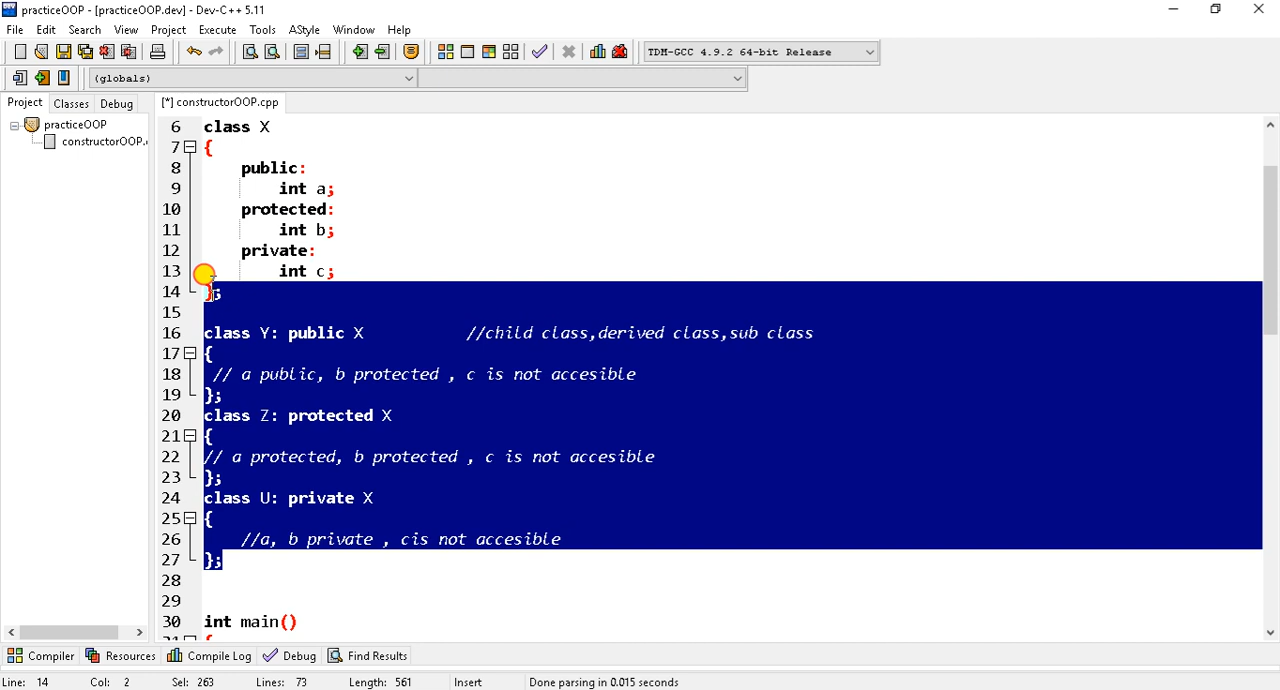 practiceOOP - [practiceOOP.dev] - Dev-C++ 5.11
File Edit Search View Project Execute Tools AStyle Window Help
TDM-GCC 4.9.2 64-bit Release
(globals)
Project Classes Debug [*] constructorOOP.cpp
practiceOOP
constructorOOP.
6 class X
7 {
8 public:
9 int a;
10 protected:
11 int b;
12 private:
13 int c;
14 };
15
16 class Y: public X //child class,derived class,sub class
17 {
18 // a public, b protected , c is not accesible
19 };
20 class Z: protected X
21 {
22 // a protected, b protected , c is not accesible
23 };
24 class U: private X
25 {
26 //a, b private , cis not accesible
27 };
28
29
30 int main()
31 {
Compiler Resources Compile Log Debug Find Results
Line: 14 Col: 2 Sel: 263 Lines: 73 Length: 561 Insert Done parsing in 0.015 seconds